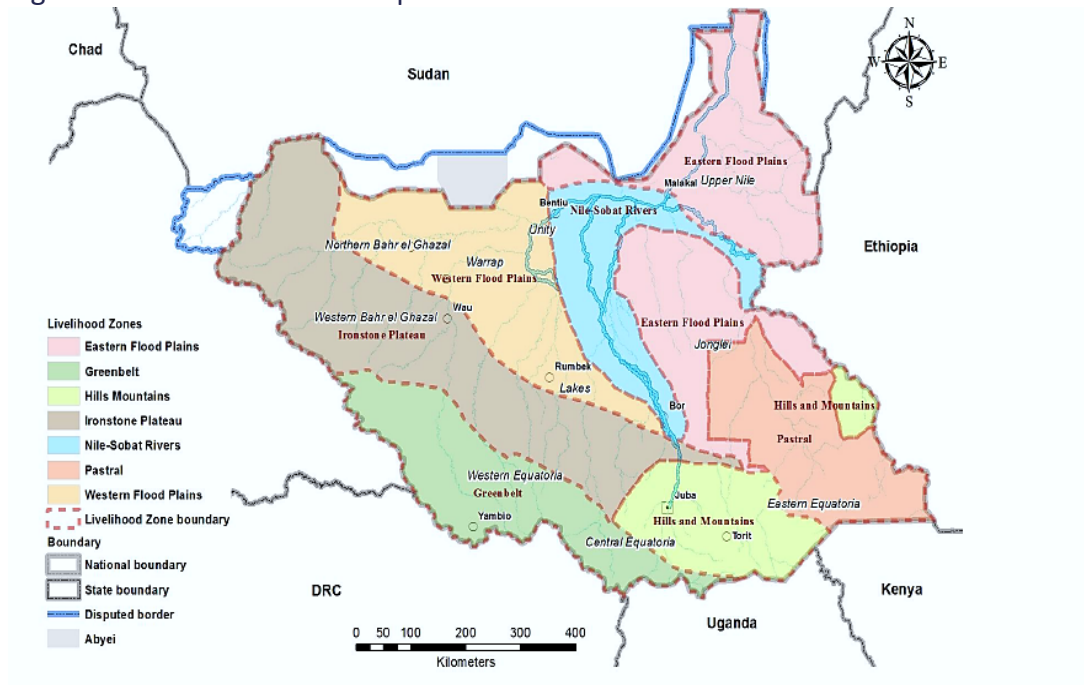 Chad
Sudan
N
W E
S
Eastern Flood Plains
Malakal Upper Nile
Bentiu
Nile-Sobat Rivers
Unity
Northern Bahr el Ghazal
Ethiopia
Warrap
Western Flood Plains
Wau
Western Bahr el Ghazal
Ironstone Plateau
Eastern Flood Plains
Jonglei
Rumbek
Lakes
Bor
Hills and Mountains
Pastral
Western Equatoria
Greenbelt
Yambio
Juba
Eastern Equatoria
Hills and Mountains
Torit
Central Equatoria
DRC
Uganda
Kenya
Livelihood Zones
Eastern Flood Plains
Greenbelt
Hills Mountains
Ironstone Plateau
Nile-Sobat Rivers
Pastral
Western Flood Plains
Livelihood Zone boundary
Boundary
National boundary
State boundary
Disputed border
Abyei
0 50 100 200 300 400
Kilometers